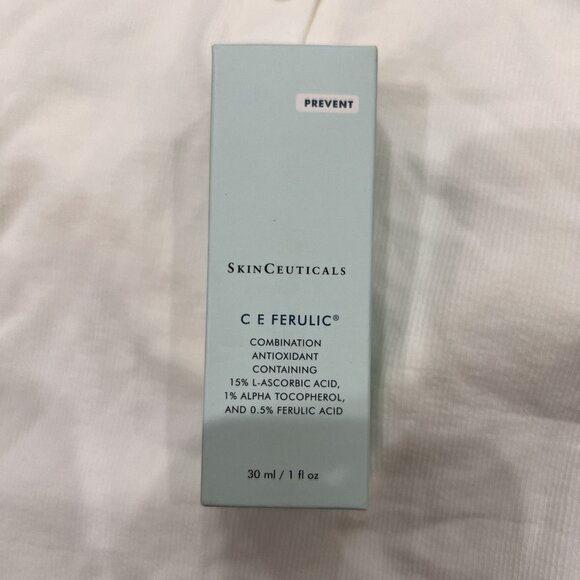 PREVENT
SKINCEUTICALS
C E FERULIC®
COMBINATION
ANTIOXIDANT
CONTAINING
15% L-ASCORBIC ACID,
1% ALPHA TOCOPHEROL,
AND 0.5% FERULIC ACID
30 ml / 1 fl oz